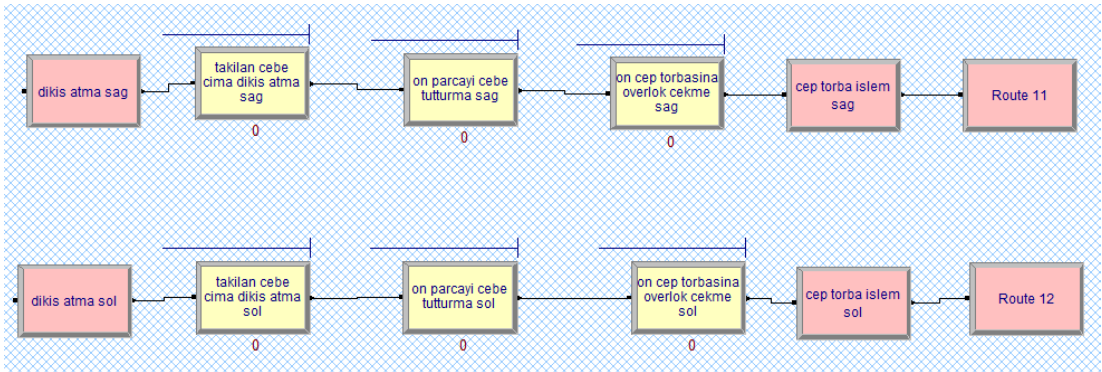 dikis atma sag
takilan cebe
cima dikis atma
sag
0
on parcayi cebe
tutturma sag
0
on cep torbasina
overlok cekme
sag
0
cep torba islem
sag
Route 11
dikis atma sol
takilan cebe
cima dikis atma
sol
0
on parcayi cebe
tutturma sol
0
on cep torbasina
overlok cekme
sol
0
cep torba islem
sol
Route 12